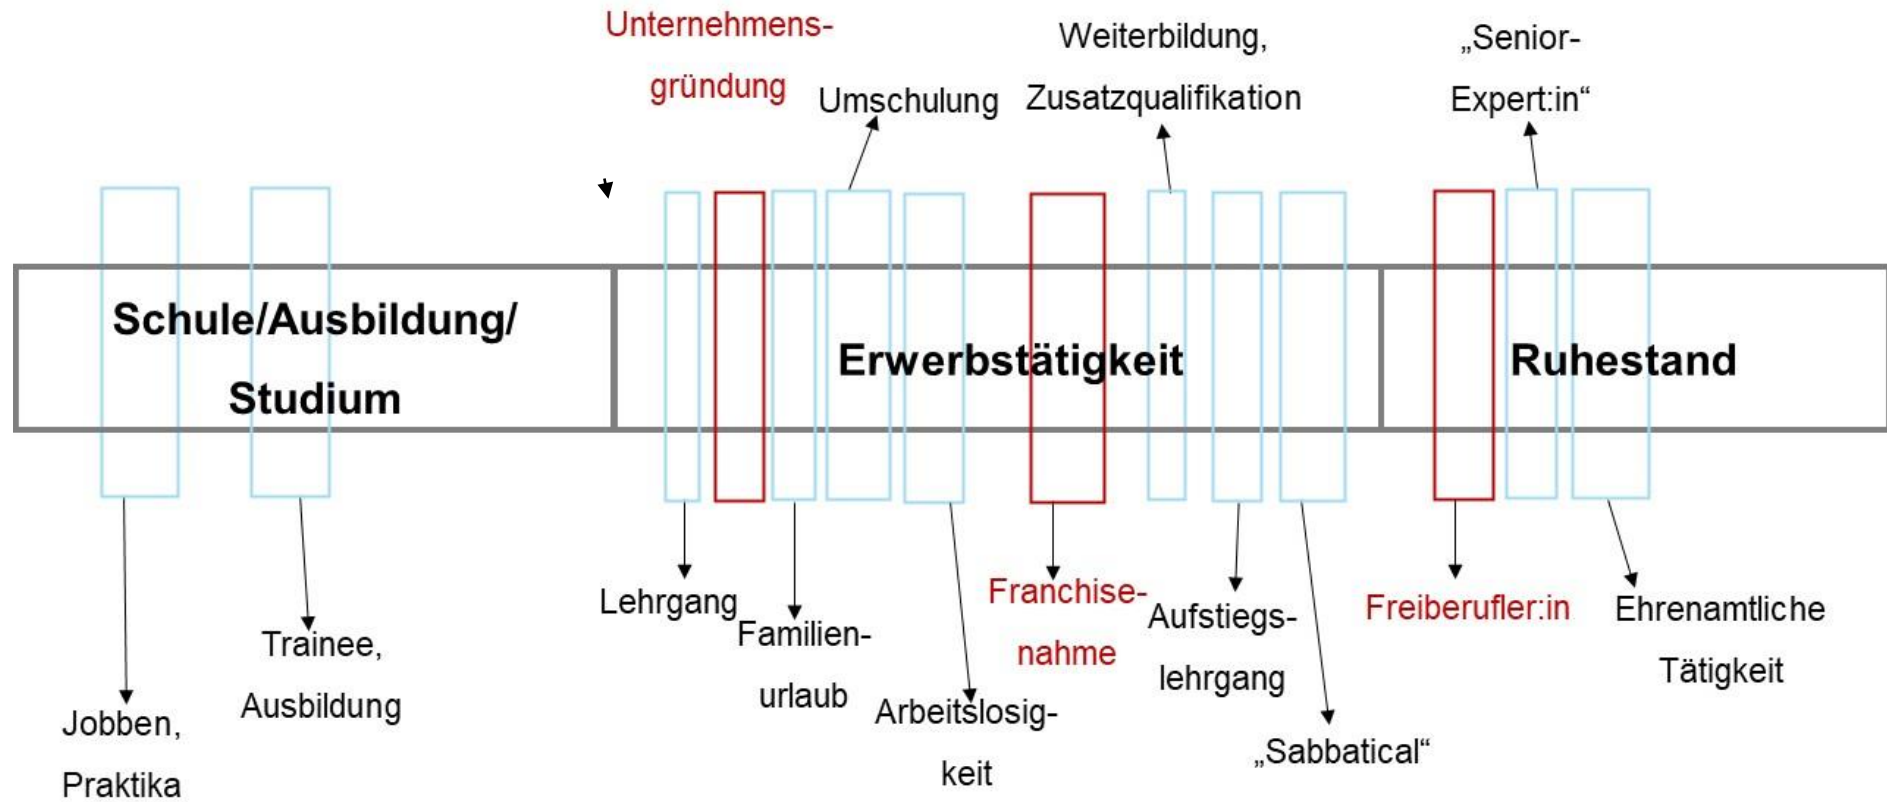 Unternehmens-
gründung
Umschulung
Weiterbildung,
Zusatzqualifikation
„Senior-
Expert:in“
Schule/Ausbildung/
Studium
Erwerbstätigkeit
Ruhestand
Jobben,
Praktika
Trainee,
Ausbildung
Lehrgang
Familien-
urlaub
Arbeitslosig-
keit
Franchise-
nahme
Aufstiegs-
lehrgang
„Sabbatical“
Freiberufler:in
Ehrenamtliche
Tätigkeit